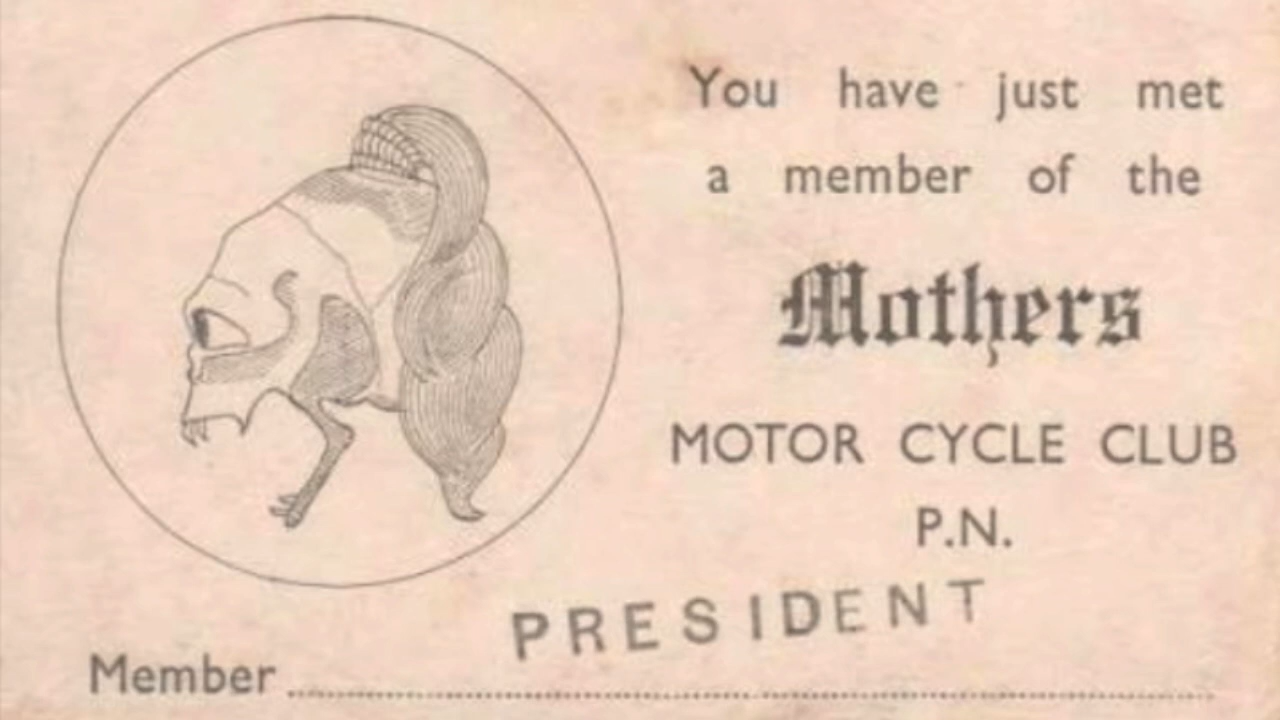 You have just met
a member of the
Mothers
MOTOR CYCLE CLUB
P.N.
PRESIDENT
Member